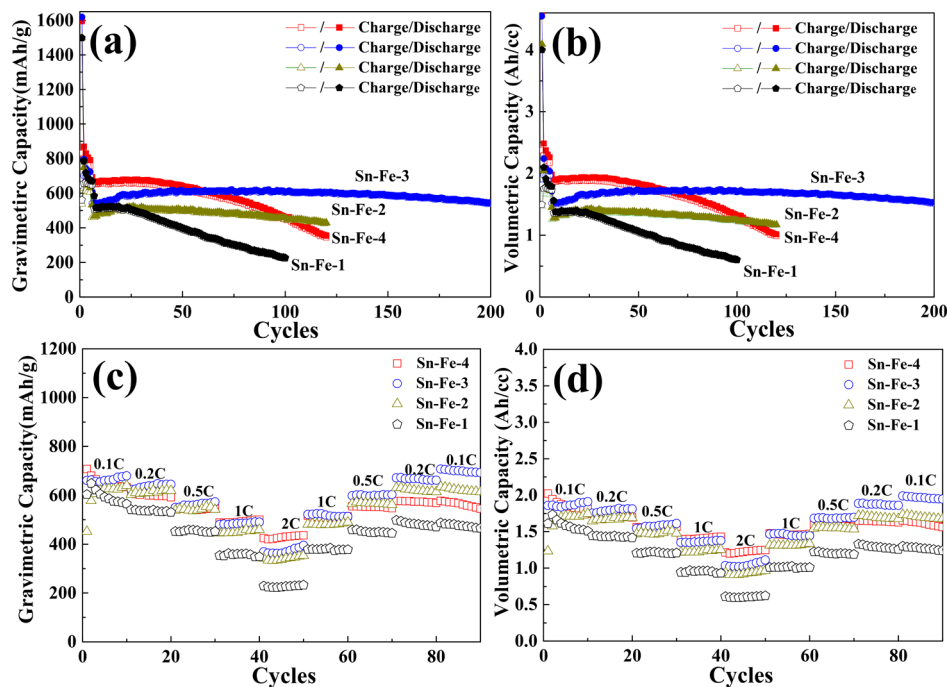 (a)
Gravimetric Capacity(mAh/g)
1600
1400
1200
1000
800
600
400
200
0
/ Charge/Discharge
/ Charge/Discharge
/ Charge/Discharge
/ Charge/Discharge
Sn-Fe-3
Sn-Fe-2
Sn-Fe-4
Sn-Fe-1
0 50 100 150 200
Cycles
(b)
Volumetric Capacity (Ah/cc)
4
3
2
1
0
/ Charge/Discharge
/ Charge/Discharge
/ Charge/Discharge
/ Charge/Discharge
Sn-Fe-3
Sn-Fe-2
Sn-Fe-4
Sn-Fe-1
0 50 100 150 200
Cycles
(c)
Gravimetric Capacity(mAh/g)
1200
1000
800
600
400
200
0
Sn-Fe-4
Sn-Fe-3
Sn-Fe-2
Sn-Fe-1
0.1C 0.2C 0.5C 1C 2C 1C 0.5C 0.2C 0.1C
0 20 40 60 80
Cycles
(d)
Volumetric Capacity (Ah/cc)
4.0
3.5
3.0
2.5
2.0
1.5
1.0
0.5
0.0
Sn-Fe-4
Sn-Fe-3
Sn-Fe-2
Sn-Fe-1
0.1C 0.2C 0.5C 1C 2C 1C 0.5C 0.2C 0.1C
0 20 40 60 80
Cycles